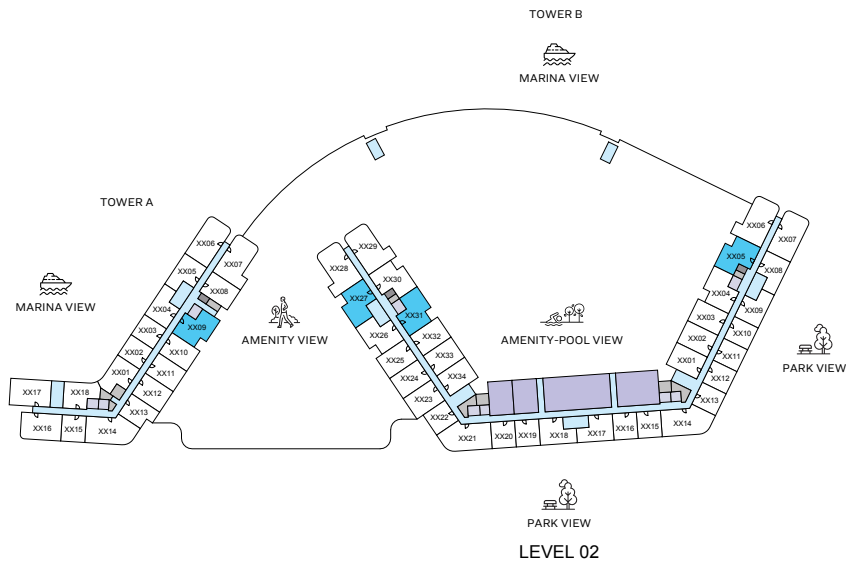 TOWER B
MARINA VIEW
TOWER A
MARINA VIEW
XX06
XX07
XX05
XX08
XX04
XX09
XX03
XX10
XX02
XX11
XX01
XX12
XX13
XX17
XX18
XX16
XX15
XX14
AMENITY VIEW
XX29
XX28
XX30
XX27
XX31
XX26
XX32
XX25
XX33
XX24
XX34
XX23
XX22
XX21
XX20
XX19
XX18
XX17
XX16
XX15
XX14
AMENITY-POOL VIEW
XX06
XX07
XX05
XX08
XX04
XX09
XX03
XX10
XX02
XX11
XX01
XX12
XX13
PARK VIEW
PARK VIEW
LEVEL 02